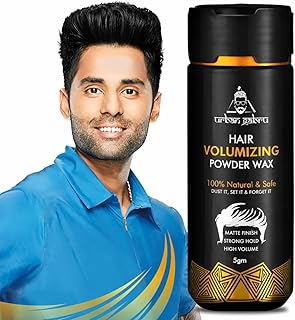 urban gabru
HAIR
VOLUMIZING
POWDER WAX
100% Natural & Safe
DUST IT, SET IT & FORGET IT
MATTE FINISH
STRONG HOLD
HIGH VOLUME
5gm